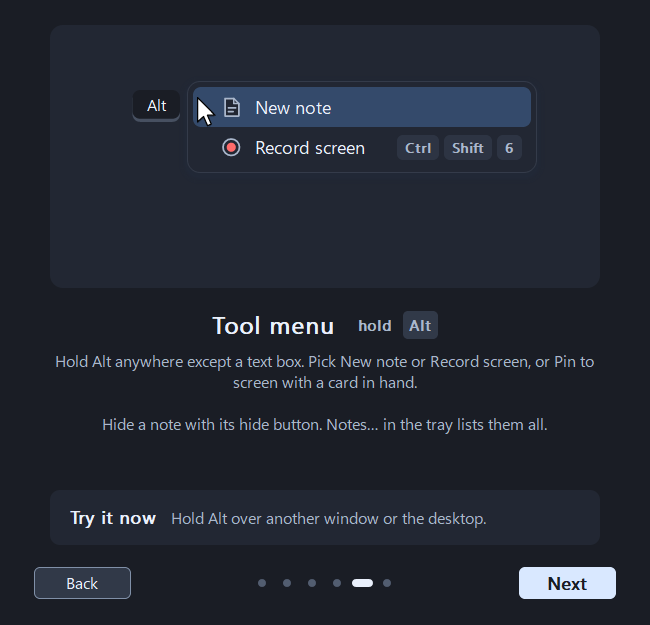 Alt
New note
Record screen Ctrl Shift 6
Tool menu hold Alt
Hold Alt anywhere except a text box. Pick New note or Record screen, or Pin to
screen with a card in hand.
Hide a note with its hide button. Notes... in the tray lists them all.
Try it now Hold Alt over another window or the desktop.
Back Next